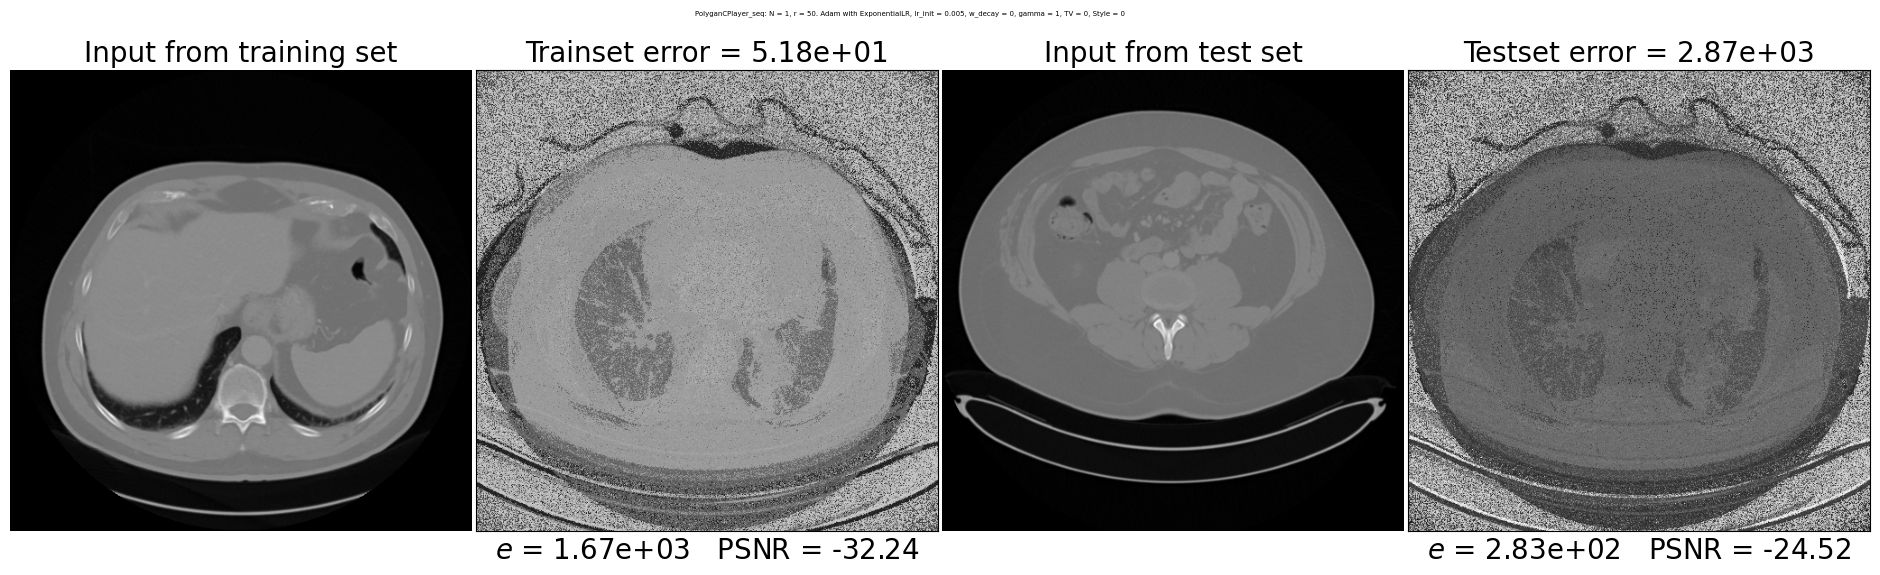 PolyganCPlayer_seq: N = 1, r = 50. Adam with ExponentialLR, lr_init = 0.005, w_decay = 0, gamma = 1, TV = 0, Style = 0
Input from training set
Trainset error = 5.18e+01
Input from test set
Testset error = 2.87e+03
e = 1.67e+03 PSNR = -32.24
e = 2.83e+02 PSNR = -24.52